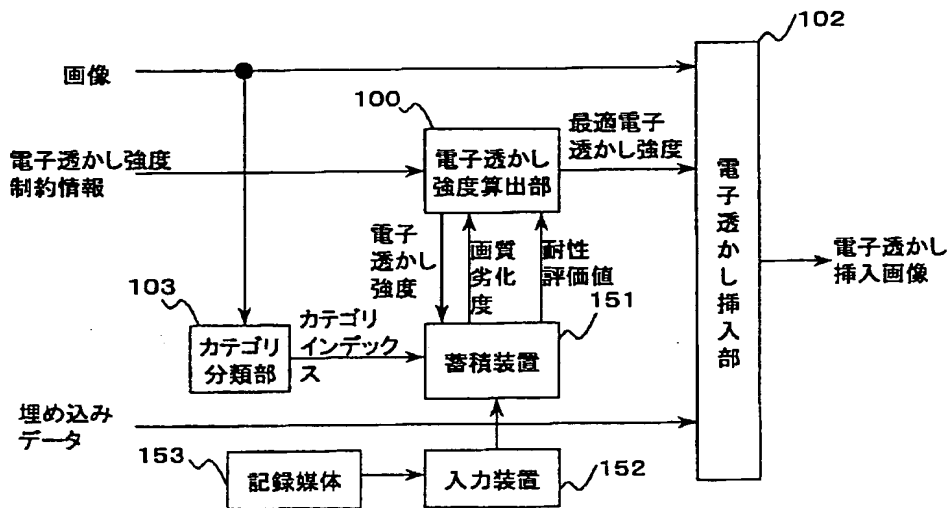 102
画像
100
最適電子
透かし強度
電子透かし強度
制約情報
電子透かし
強度算出部
電子透かし挿入部
電子
透かし
強度
画質
劣化
度
耐性
評価値
電子透かし
挿入画像
103
カテゴリ
インデック
ス
151
カテゴリ
分類部
蓄積装置
埋め込み
データ
153
記録媒体
入力装置
152